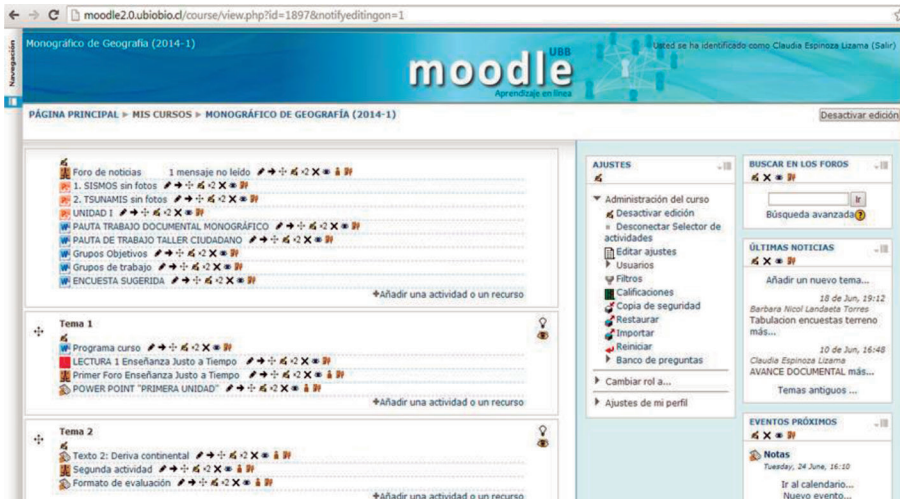 moodle2.0.ubiobio.cl/course/view.php?id=1897&notifyeditingon=1
Navegación
Monográfico de Geografía (2014-1)
Usted se ha identificado como Claudia Espinoza Lizama (Salir)
moodle UBB
Aprendizaje en línea
PÁGINA PRINCIPAL ► MIS CURSOS ► MONOGRÁFICO DE GEOGRAFÍA (2014-1)
Desactivar edición
Foro de noticias 1 mensaje no leído
1. SISMOS sin fotos
2. TSUNAMIS sin fotos
UNIDAD I
PAUTA TRABAJO DOCUMENTAL MONOGRÁFICO
PAUTA DE TRABAJO TALLER CIUDADANO
Grupos Objetivos
Grupos de trabajo
ENCUESTA SUGERIDA
Añadir una actividad o un recurso
Tema 1
Programa curso
LECTURA 1 Enseñanza Justo a Tiempo
Primer Foro Enseñanza Justo a Tiempo
POWER POINT "PRIMERA UNIDAD"
Añadir una actividad o un recurso
Tema 2
Texto 2: Deriva continental
Segunda actividad
Formato de evaluación
Añadir una actividad o un recurso
AJUSTES
Administración del curso
Desactivar edición
Desconectar Selector de
actividades
Editar ajustes
Usuarios
Filtros
Calificaciones
Copia de seguridad
Restaurar
Importar
Reiniciar
Banco de preguntas
Cambiar rol a...
Ajustes de mi perfil
BUSCAR EN LOS FOROS
Ir
Búsqueda avanzada
ÚLTIMAS NOTICIAS
Añadir un nuevo tema...
18 de Jun, 19:12
Barbara Nicol Landaeta Torres
Tabulacion encuestas terreno
más...
10 de Jun, 16:48
Claudia Espinoza Lizama
AVANCE DOCUMENTAL más...
Temas antiguos ...
EVENTOS PRÓXIMOS
Notas
Tuesday, 24 June, 16:10
Ir al calendario...
Nuevo evento...